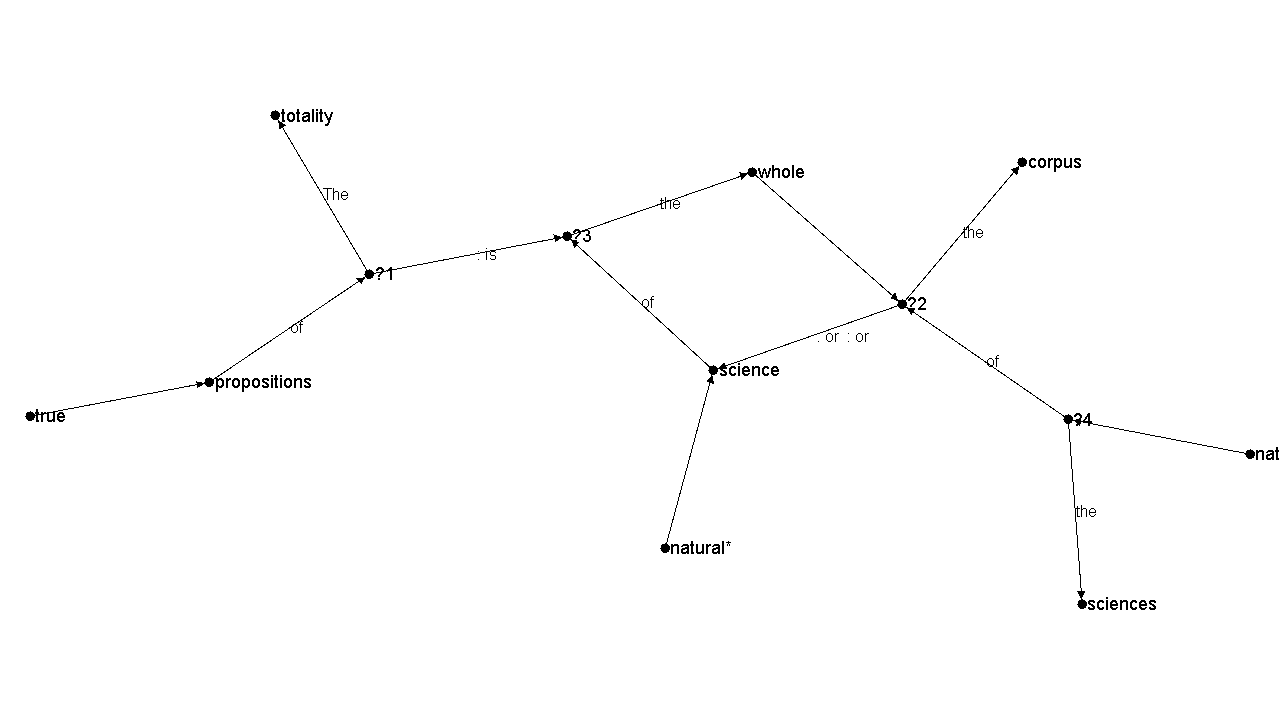 totality
corpus
whole
The
the
the
?3
: is
?1
of
?2
of
: or : or
of
science
propositions
true
?4
nat
the
natural*
sciences